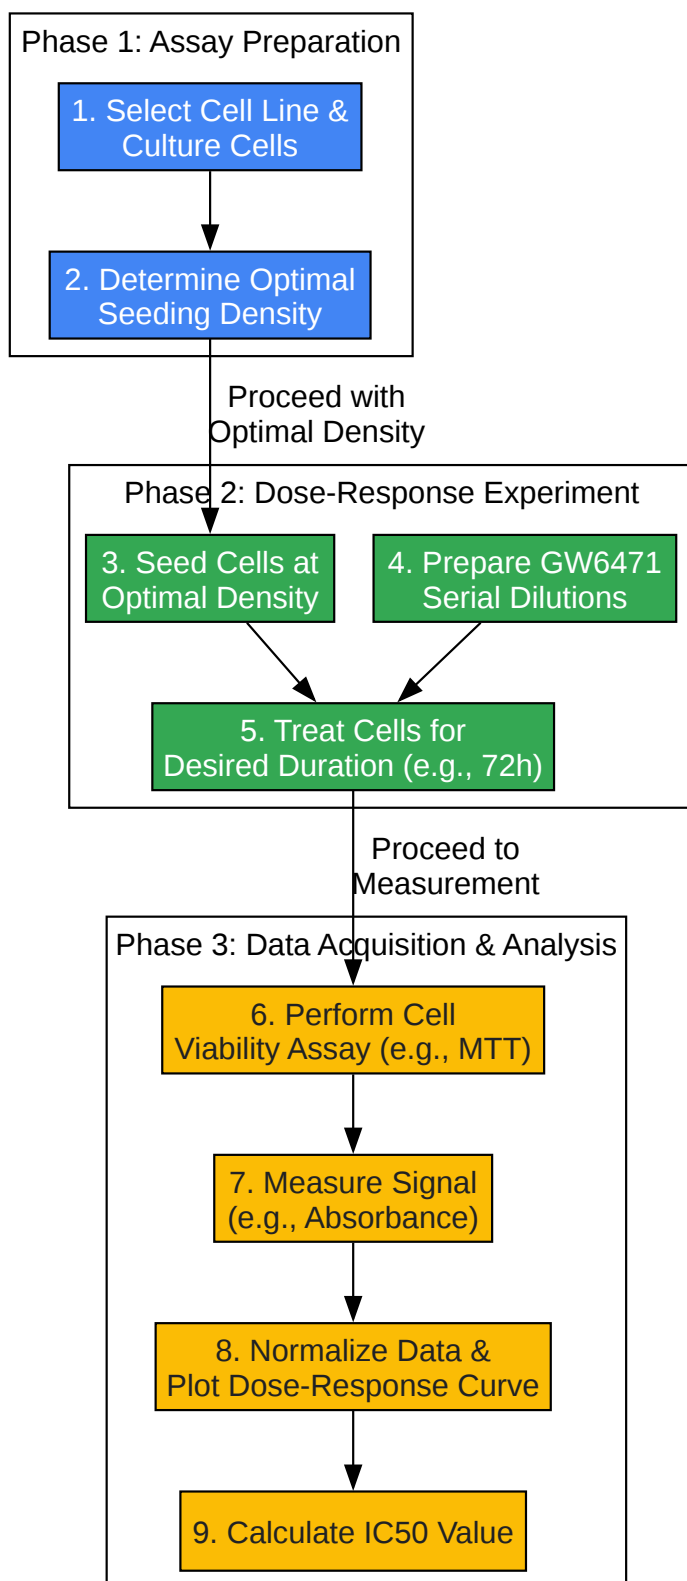 Phase 1: Assay Preparation
1. Select Cell Line &
Culture Cells
2. Determine Optimal
Seeding Density
Proceed with
Optimal Density
Phase 2: Dose-Response Experiment
3. Seed Cells at
Optimal Density
4. Prepare GW6471
Serial Dilutions
5. Treat Cells for
Desired Duration (e.g., 72h)
Proceed to
Measurement
Phase 3: Data Acquisition & Analysis
6. Perform Cell
Viability Assay (e.g., MTT)
7. Measure Signal
(e.g., Absorbance)
8. Normalize Data &
Plot Dose-Response Curve
9. Calculate IC50 Value